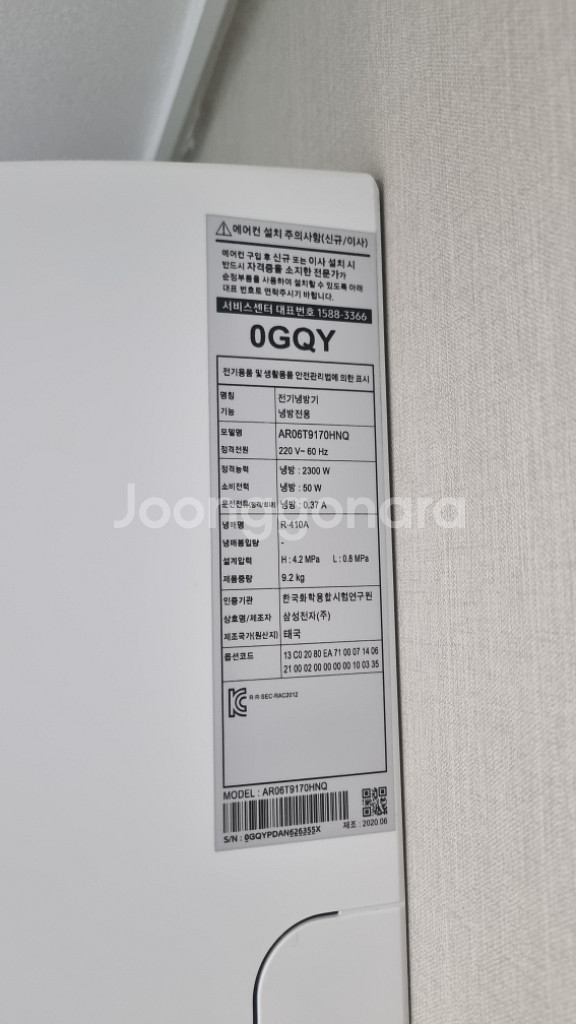 ⚠에어컨 설치 주의사항(신규/이사)
에어컨 구입 후 신규 또는 이사 설치 시
반드시 자격증을 소지한 전문가가
순정부품을 사용하여 설치할 수 있도록 아래
대표 번호로 연락주시기 바랍니다.
서비스센터 대표번호 1588-3366
0GQY
전기용품 및 생활용품 안전관리법에 의한 표시
명칭 전기냉방기
기능 냉방전용
모델명 AR06T9170HNQ
정격전원 220 V~ 60 Hz
정격능력 냉방 : 2300 W
소비전력 냉방 : 50 W
운전전류(정격/최대) 냉방 : 0.37 A
냉매명 R-410A
냉매봉입량 -
설계압력 H : 4.2 MPa L : 0.8 MPa
제품중량 9.2 kg
인증기관 한국화학융합시험연구원
상호명/제조자 삼성전자(주)
제조국가(원산지) 태국
옵션코드 13 C0 20 80 EA 71 00 07 14 06
21 00 02 00 00 00 00 10 03 35
R-R-SEC-RAC2012
MODEL : AR06T9170HNQ
S/N : 0GQYPDAN626355X 제조 : 2020.06
Joonggonara